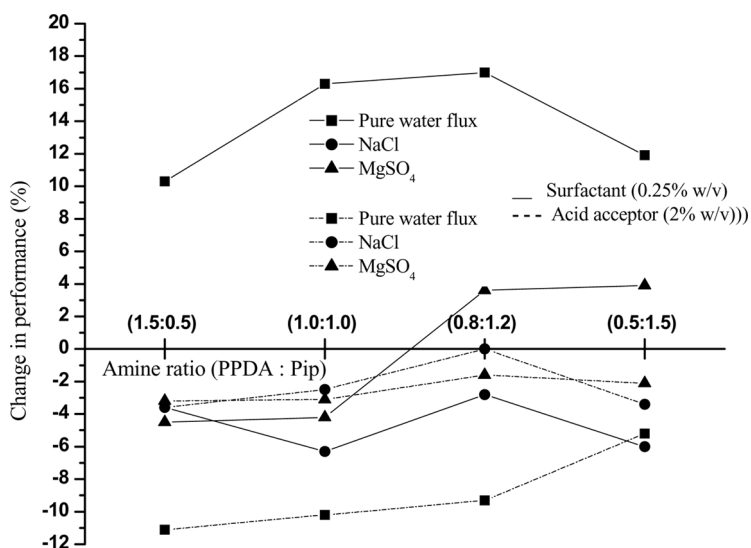 Change in performance (%)
20
18
16
14
12
10
8
6
4
2
0
-2
-4
-6
-8
-10
-12
Pure water flux
NaCl
MgSO₄
Pure water flux
NaCl
MgSO₄
Surfactant (0.25% w/v)
Acid acceptor (2% w/v)))
(1.5:0.5) (1.0:1.0) (0.8:1.2) (0.5:1.5)
Amine ratio (PPDA : Pip)